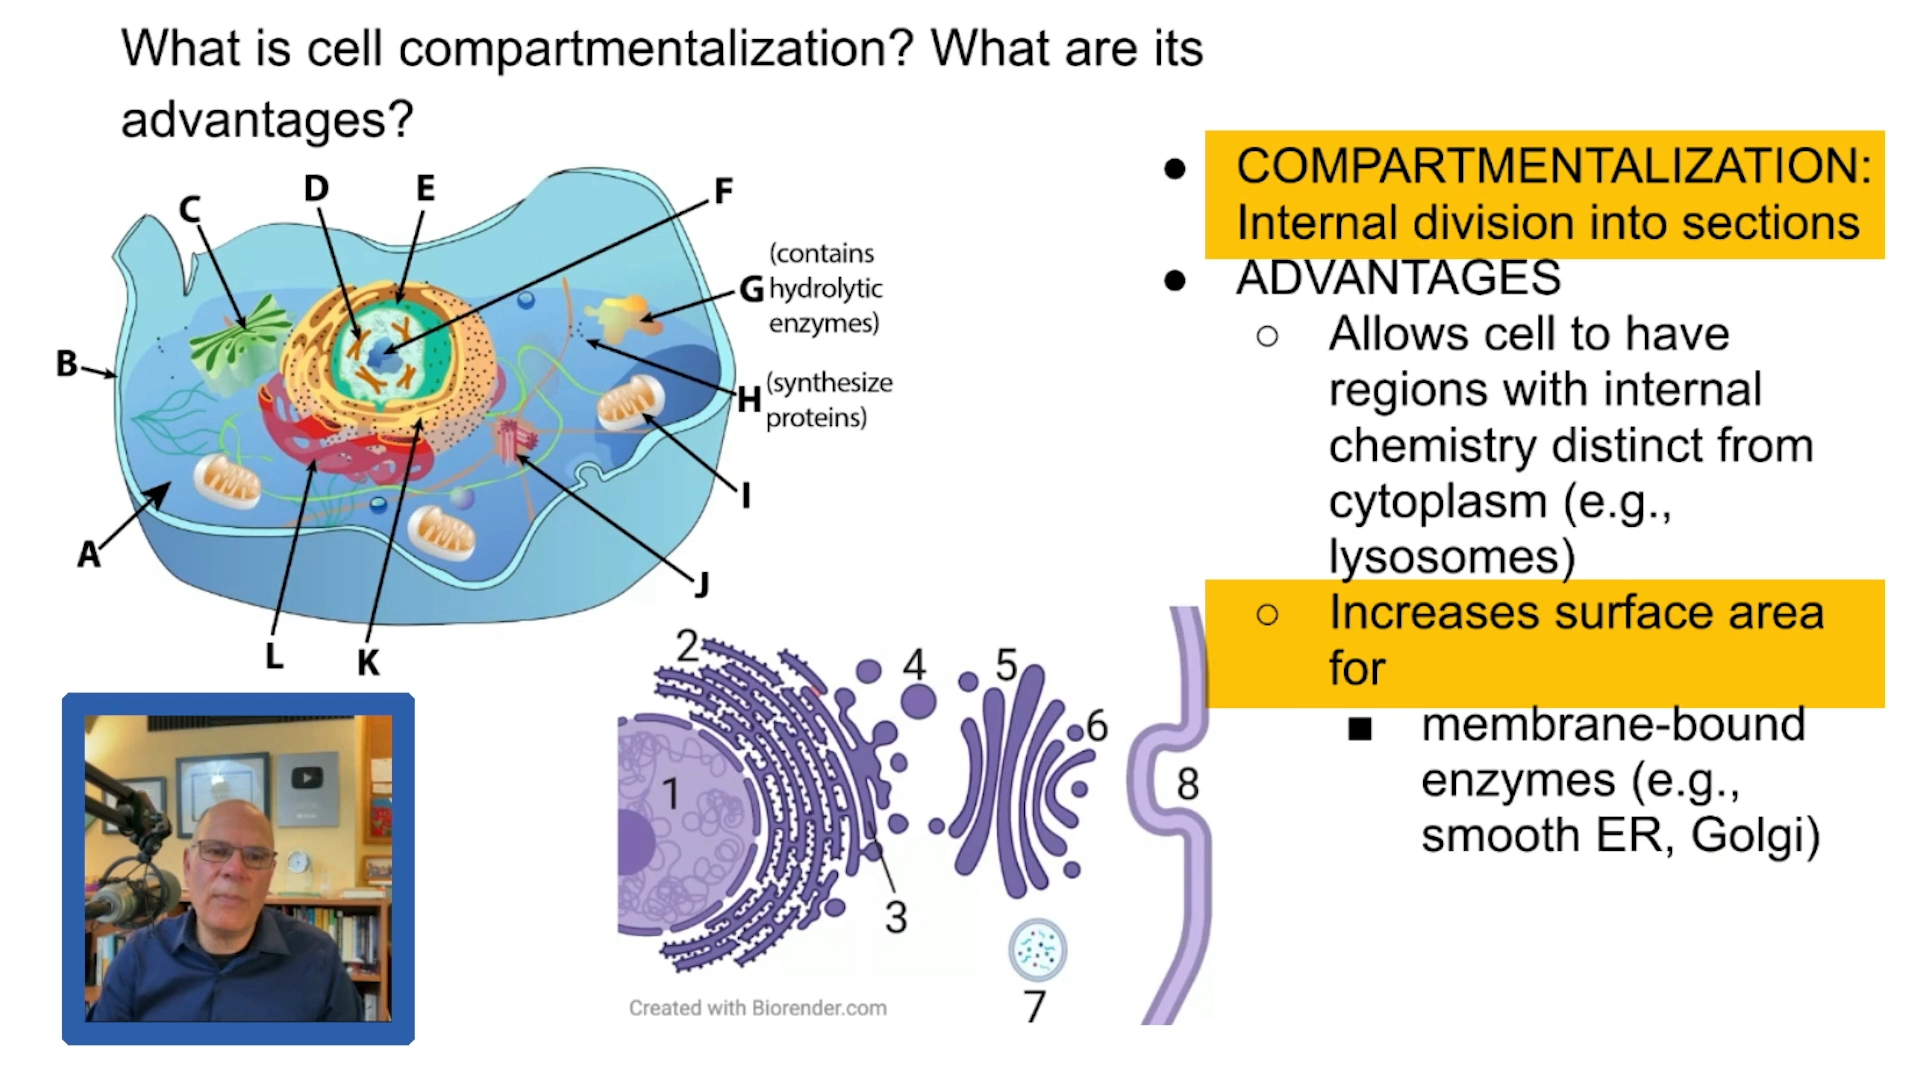 What is cell compartmentalization? What are its
advantages?
● COMPARTMENTALIZATION:
Internal division into sections
● ADVANTAGES
○ Allows cell to have
regions with internal
chemistry distinct from
cytoplasm (e.g.,
lysosomes)
○ Increases surface area
for
■ membrane-bound
enzymes (e.g.,
smooth ER, Golgi)
A
B
C
D
E
F
(contains
G hydrolytic
enzymes)
(synthesize
H proteins)
I
J
K
L
1
2
3
4
5
6
7
8
Created with Biorender.com